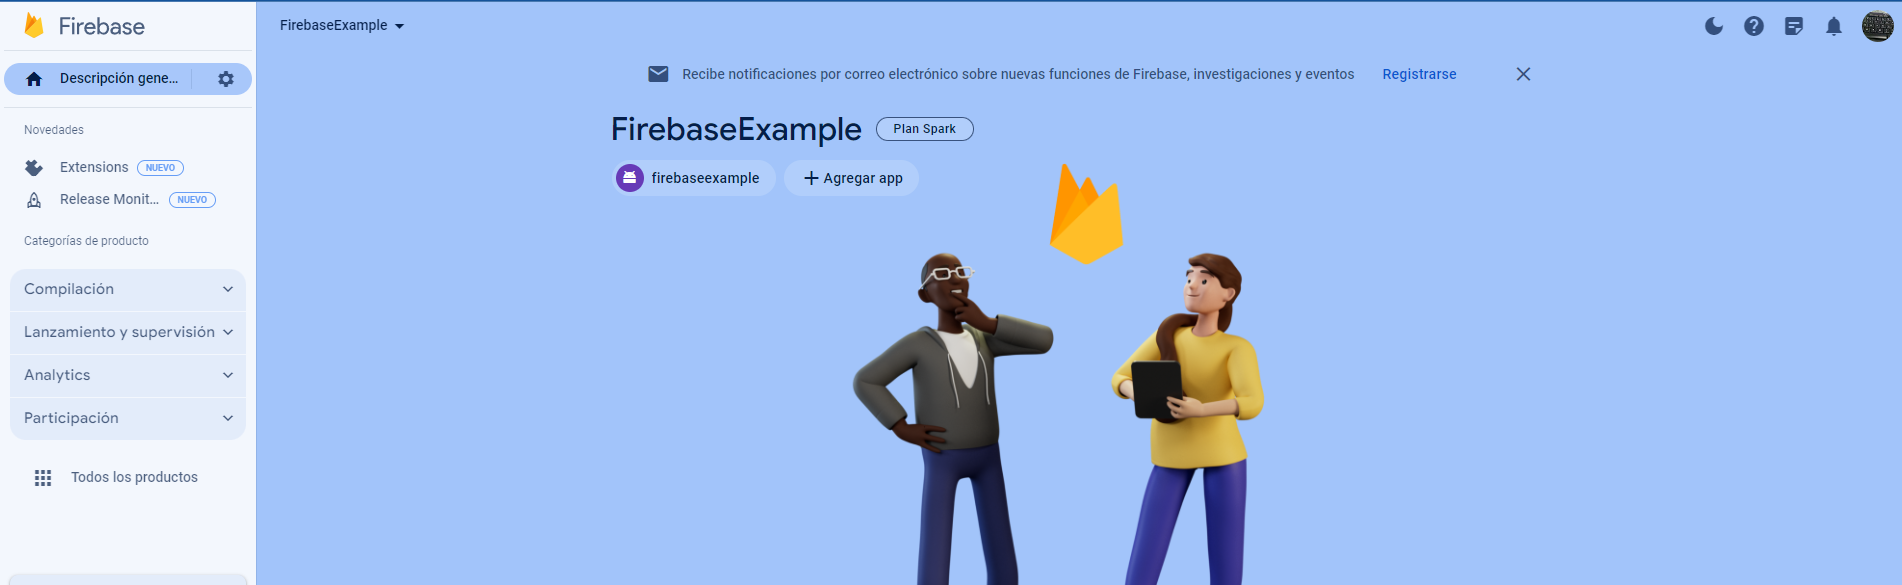 Firebase
Descripción gene...
Novedades
Extensions NUEVO
Release Monit... NUEVO
Categorías de producto
Compilación
Lanzamiento y supervisión
Analytics
Participación
Todos los productos
FirebaseExample
Recibe notificaciones por correo electrónico sobre nuevas funciones de Firebase, investigaciones y eventos Registrarse
FirebaseExample Plan Spark
firebaseexample + Agregar app